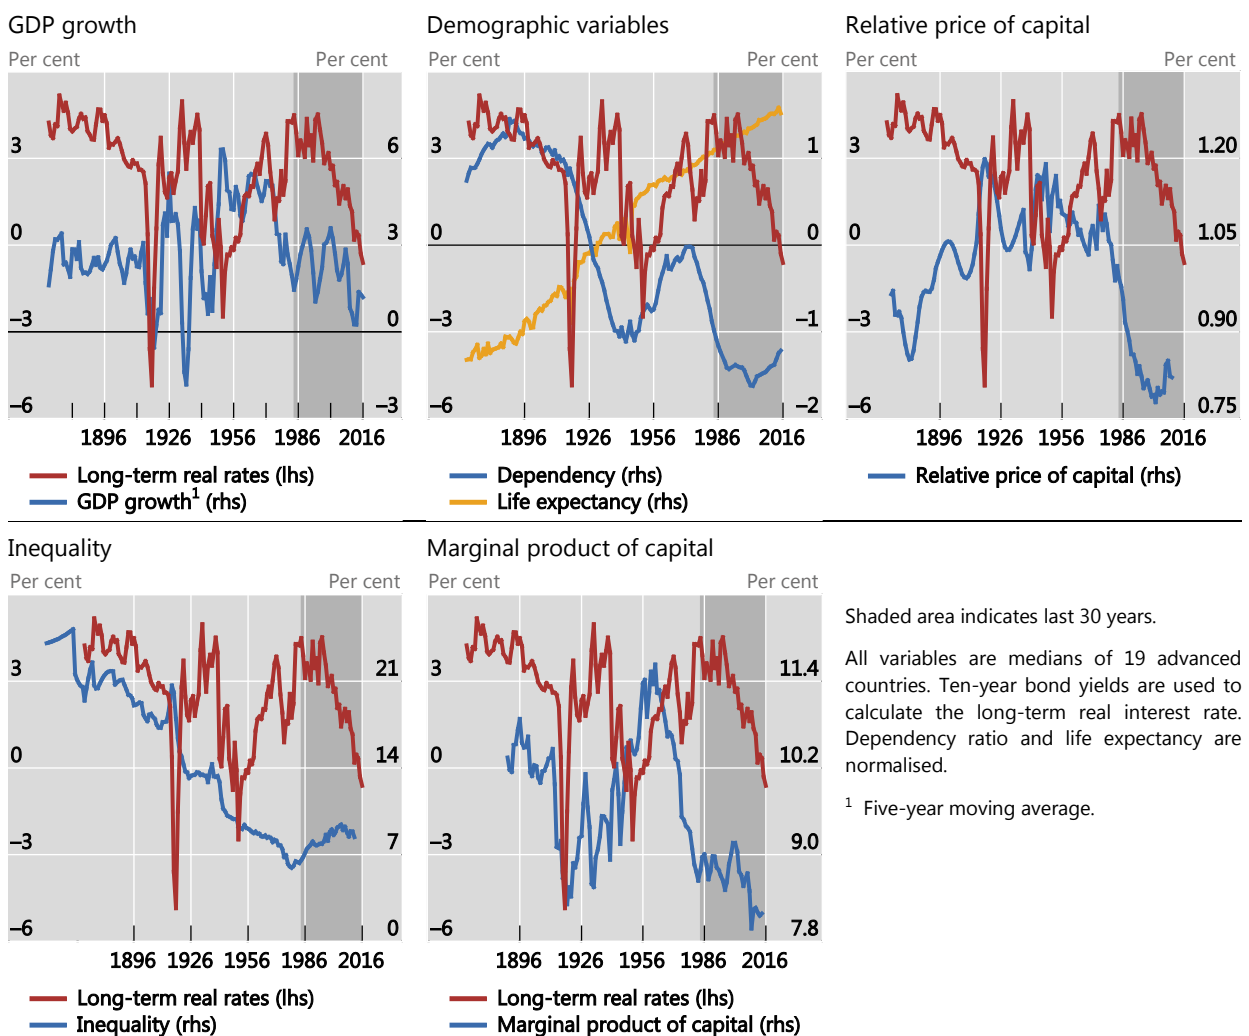 GDP growth
Per cent Per cent
3 6
0 3
−3 0
−6 −3
1896 1926 1956 1986 2016
Long-term real rates (lhs)
GDP growth1 (rhs)
Demographic variables
Per cent Per cent
3 1
0 0
−3 −1
−6 −2
1896 1926 1956 1986 2016
Dependency (rhs)
Life expectancy (rhs)
Relative price of capital
Per cent Per cent
3 1.20
0 1.05
−3 0.90
−6 0.75
1896 1926 1956 1986 2016
Relative price of capital (rhs)
Inequality
Per cent Per cent
3 21
0 14
−3 7
−6 0
1896 1926 1956 1986 2016
Long-term real rates (lhs)
Inequality (rhs)
Marginal product of capital
Per cent Per cent
3 11.4
0 10.2
−3 9.0
−6 7.8
1896 1926 1956 1986 2016
Long-term real rates (lhs)
Marginal product of capital (rhs)
Shaded area indicates last 30 years.
All variables are medians of 19 advanced
countries. Ten-year bond yields are used to
calculate the long-term real interest rate.
Dependency ratio and life expectancy are
normalised.
1 Five-year moving average.